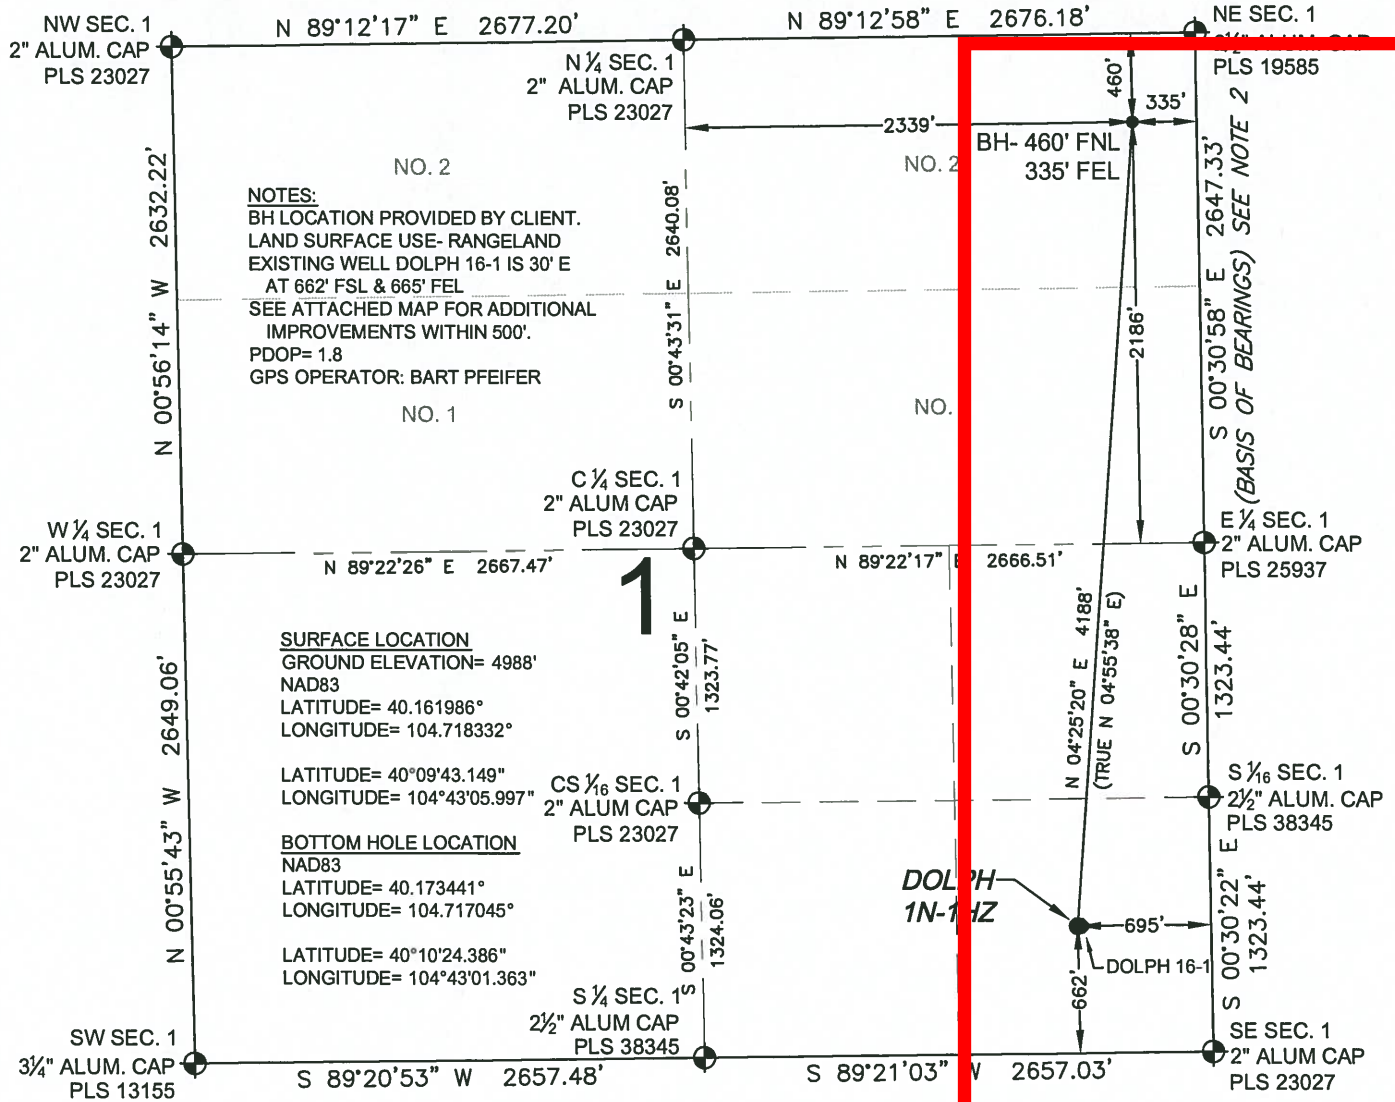 NW SEC. 1
2" ALUM. CAP
PLS 23027
N 89°12'17" E 2677.20'
N ¼ SEC. 1
2" ALUM. CAP
PLS 23027
N 89°12'58" E 2676.18'
NE SEC. 1
PLS 19585
460'
335'
2339'
BH- 460' FNL
335' FEL
NO. 2
NO. 2
N 00°56'14" W 2632.22'
NOTES:
BH LOCATION PROVIDED BY CLIENT.
LAND SURFACE USE- RANGELAND
EXISTING WELL DOLPH 16-1 IS 30' E
AT 662' FSL & 665' FEL
SEE ATTACHED MAP FOR ADDITIONAL
IMPROVEMENTS WITHIN 500'.
PDOP= 1.8
GPS OPERATOR: BART PFEIFER
NO. 1
NO.
S 00°43'31" E 2640.08'
2186'
S 00°30'58" E 2647.33'
(BASIS OF BEARINGS) SEE NOTE 2
W ¼ SEC. 1
2" ALUM. CAP
PLS 23027
C ¼ SEC. 1
2" ALUM CAP
PLS 23027
E ¼ SEC. 1
2" ALUM. CAP
PLS 25937
N 89°22'26" E 2667.47'
1
N 89°22'17" E 2666.51'
N 00°55'43" W 2649.06'
SURFACE LOCATION
GROUND ELEVATION= 4988'
NAD83
LATITUDE= 40.161986°
LONGITUDE= 104.718332°
LATITUDE= 40°09'43.149"
LONGITUDE= 104°43'05.997"
BOTTOM HOLE LOCATION
NAD83
LATITUDE= 40.173441°
LONGITUDE= 104.717045°
LATITUDE= 40°10'24.386"
LONGITUDE= 104°43'01.363"
S 00°42'05" E
1323.77'
N 04°25'20" E 4188'
(TRUE N 04°55'38" E)
S 00°30'28" E
1323.44'
CS 1⁄16 SEC. 1
2" ALUM CAP
PLS 23027
S 1⁄16 SEC. 1
2½" ALUM. CAP
PLS 38345
S 00°43'23" E
1324.06'
DOLPH
1N-1HZ
695'
DOLPH 16-1
662'
S 00°30'22" E
1323.44'
SW SEC. 1
3¼" ALUM. CAP
PLS 13155
S 89°20'53" W 2657.48'
S ¼ SEC. 1
2½" ALUM CAP
PLS 38345
S 89°21'03" W 2657.03'
SE SEC. 1
2" ALUM CAP
PLS 23027